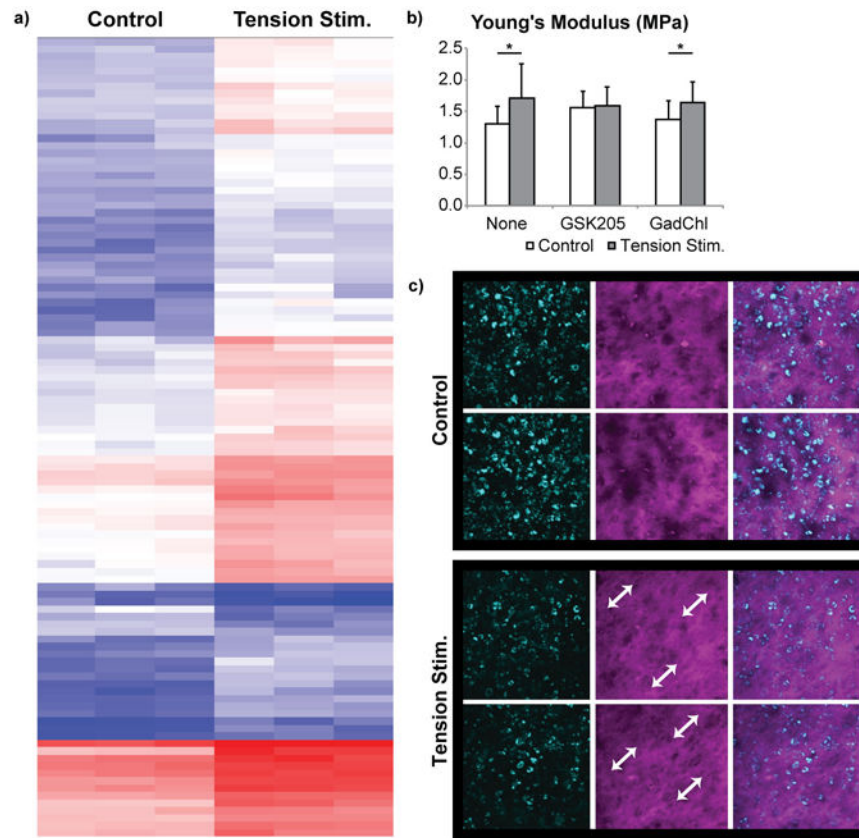 a)
Control Tension Stim.
b)
Young's Modulus (MPa)
2.5
2.0
1.5
1.0
0.5
0.0
* *
None GSK205 GadChl
Control Tension Stim.
c)
Control
Tension Stim.